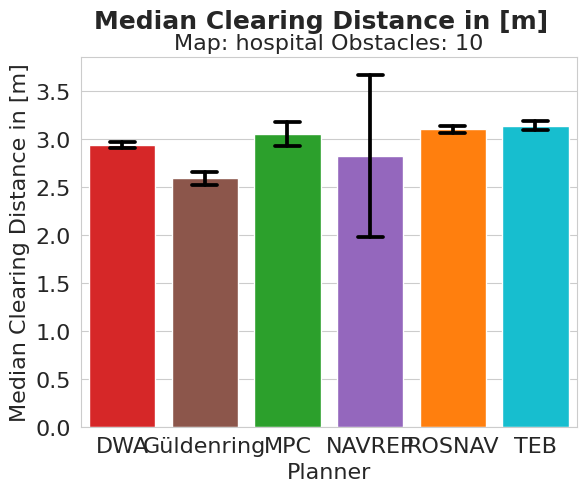 Median Clearing Distance in [m]
Map: hospital Obstacles: 10
Median Clearing Distance in [m]
3.5
3.0
2.5
2.0
1.5
1.0
0.5
0.0
DWA Güldenring MPC NAVREP ROSNAV TEB
Planner